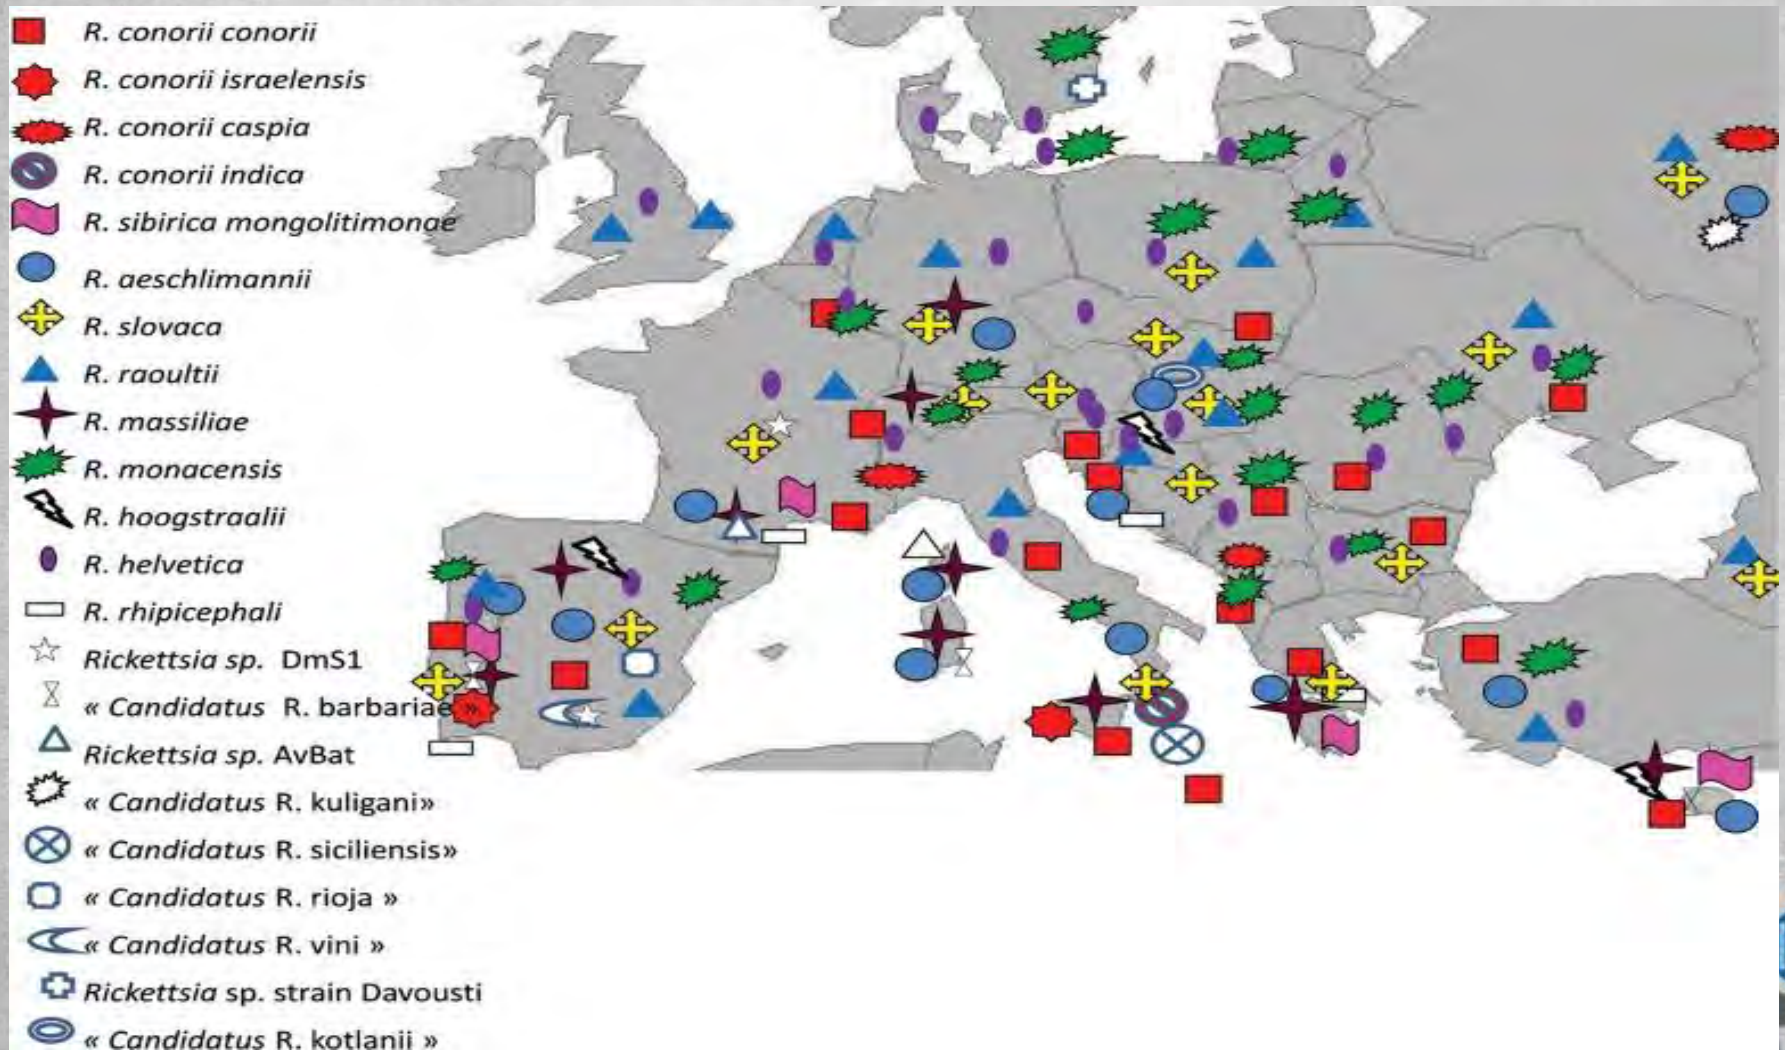 R. conorii conorii
R. conorii israelensis
R. conorii caspia
R. conorii indica
R. sibirica mongolitimonae
R. aeschlimannii
R. slovaca
R. raoultii
R. massiliae
R. monacensis
R. hoogstraalii
R. helvetica
R. rhipicephali
Rickettsia sp. DmS1
« Candidatus R. barbariae »
Rickettsia sp. AvBat
« Candidatus R. kuligani»
« Candidatus R. siciliensis»
« Candidatus R. rioja »
« Candidatus R. vini »
Rickettsia sp. strain Davousti
« Candidatus R. kotlanii »